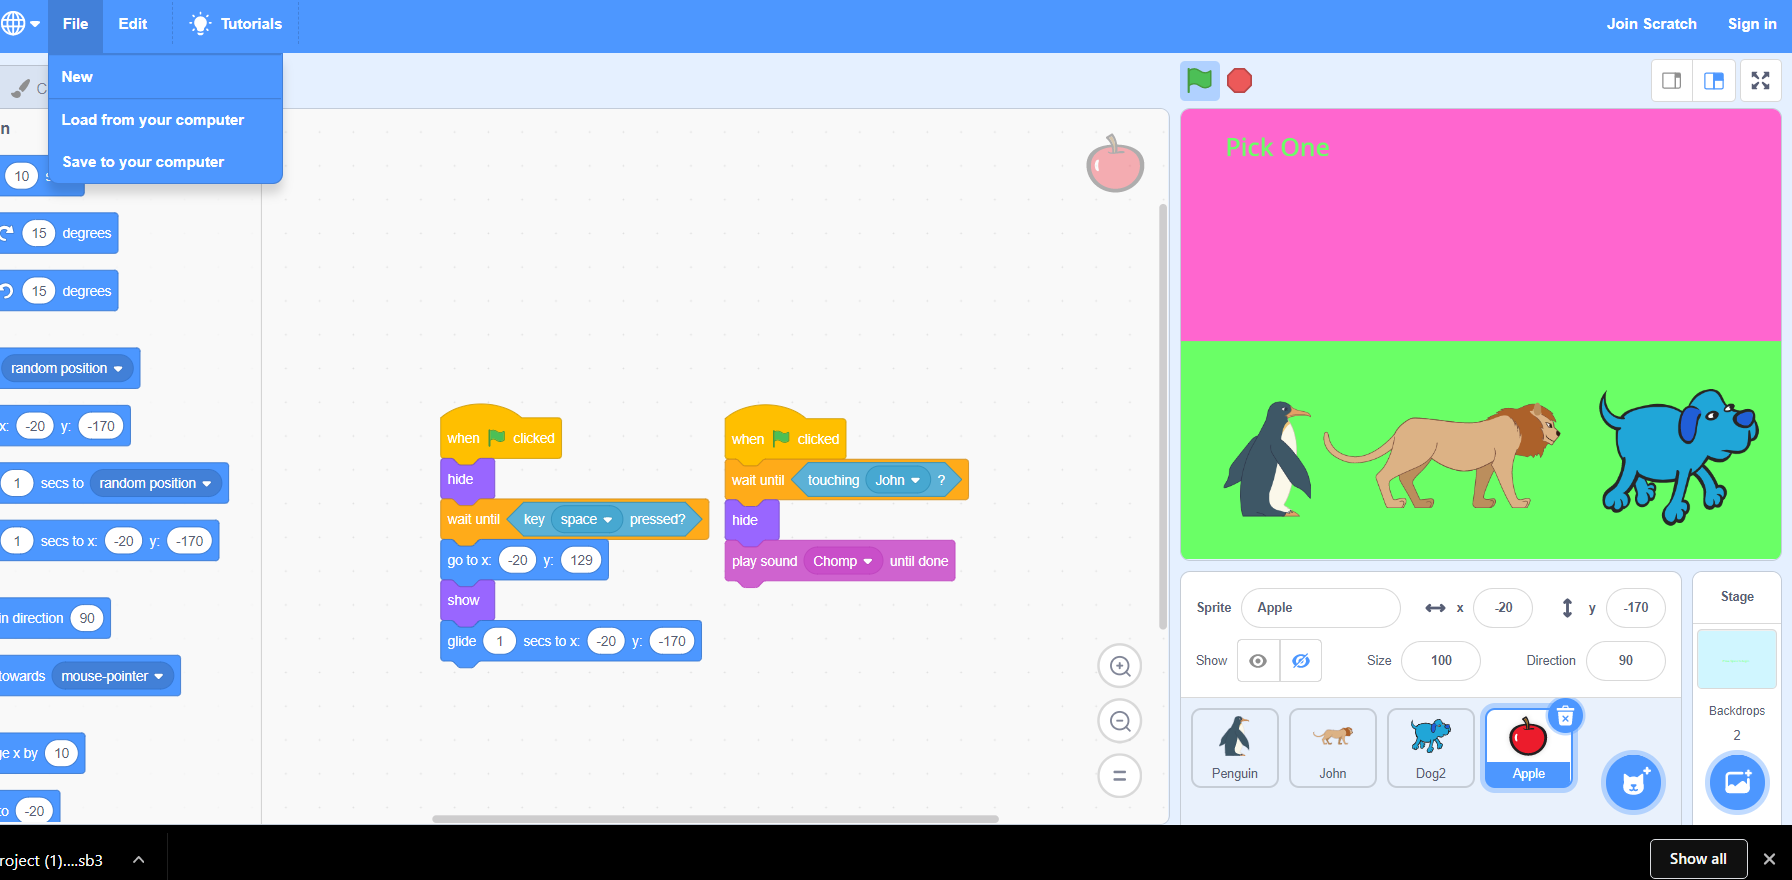 File Edit Tutorials Join Scratch Sign in
New
Load from your computer
Save to your computer
C
n
10 s
15 degrees
15 degrees
random position
x: -20 y: -170
1 secs to random position
1 secs to x: -20 y: -170
in direction 90
towards mouse-pointer
ge x by 10
to -20
when clicked
hide
wait until key space pressed?
go to x: -20 y: 129
show
glide 1 secs to x: -20 y: -170
when clicked
wait until touching John ?
hide
play sound Chomp until done
Pick One
Sprite Apple x -20 y -170
Show Size 100 Direction 90
Penguin John Dog2 Apple
Stage
Backdrops
2
roject (1)....sb3
Show all